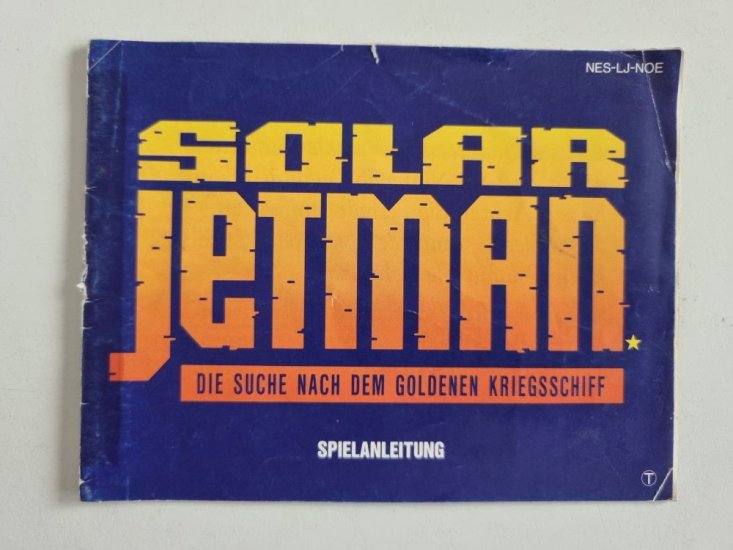 NES-LJ-NOE
SOLAR
JETMAN
DIE SUCHE NACH DEM GOLDENEN KRIEGSSCHIFF
SPIELANLEITUNG
T